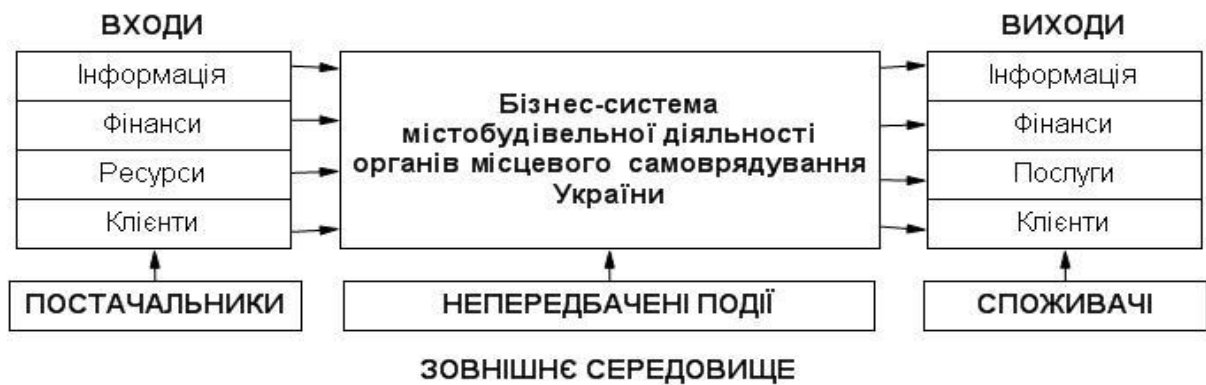 ВХОДИ
Інформація
Фінанси
Ресурси
Клієнти
Бізнес-система
містобудівельної діяльності
органів місцевого самоврядування
України
ВИХОДИ
Інформація
Фінанси
Послуги
Клієнти
ПОСТАЧАЛЬНИКИ
НЕПЕРЕДБАЧЕНІ ПОДІЇ
СПОЖИВАЧІ
ЗОВНІШНЄ СЕРЕДОВИЩЕ